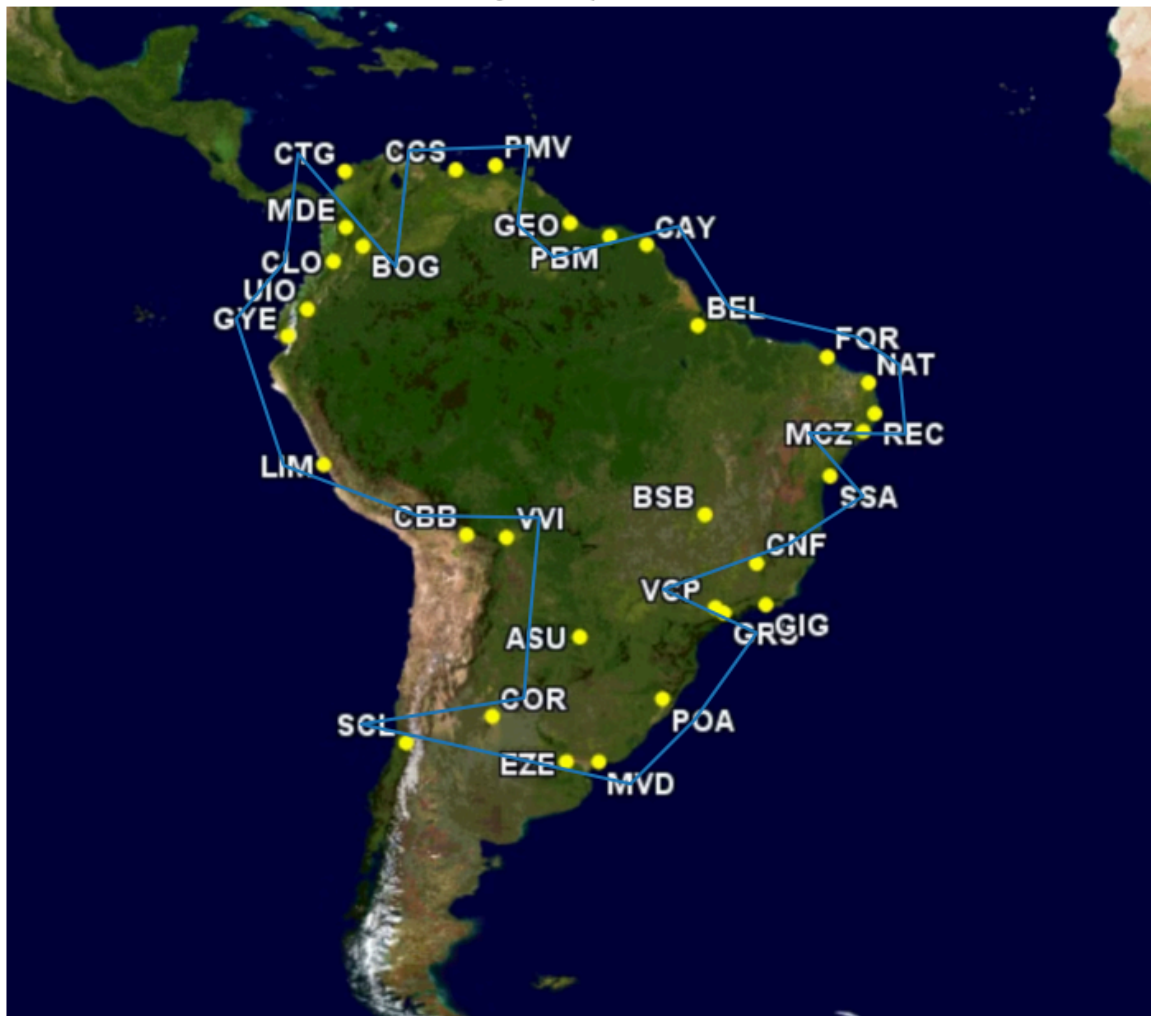 CTG
CCS
PMV
MDE
GEO
CAY
PBM
CLO
BOG
UIO
GYE
BEL
FOR
NAT
MCZ
REC
LIM
BSB
SSA
CBB
VVI
CNF
VCP
GRU
GIG
ASU
COR
SCL
POA
EZE
MVD